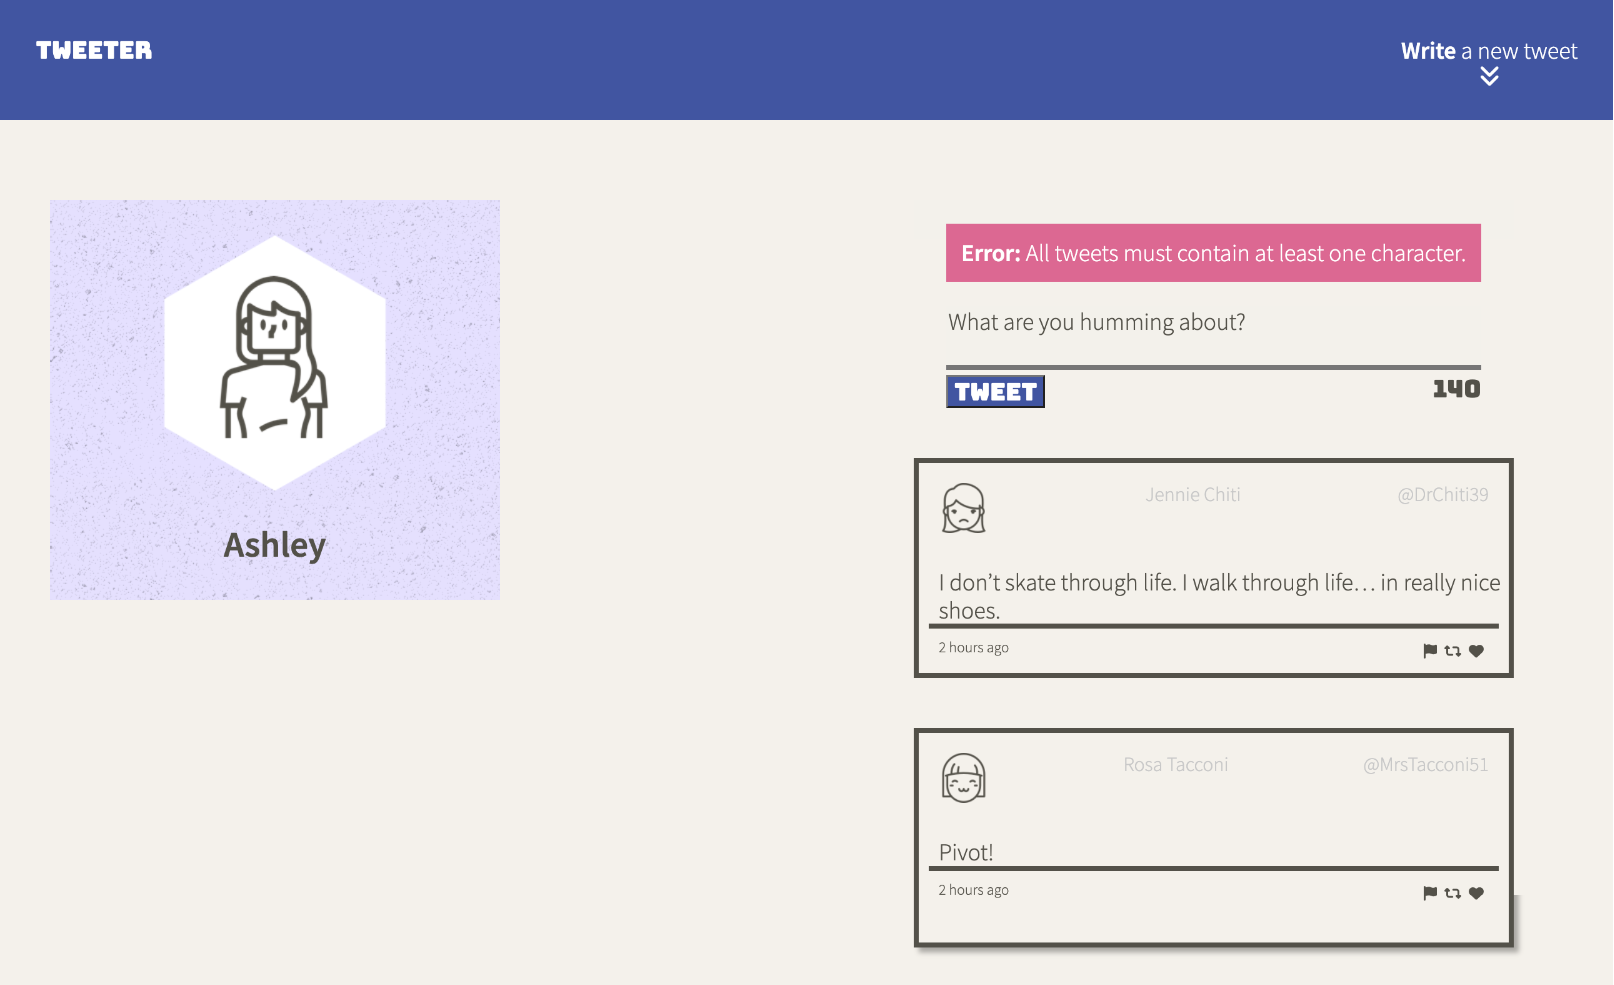 TWEETER
Write a new tweet
Ashley
Error: All tweets must contain at least one character.
What are you humming about?
TWEET
140
Jennie Chiti
@DrChiti39
I don’t skate through life. I walk through life… in really nice
shoes.
2 hours ago
Rosa Tacconi
@MrsTacconi51
Pivot!
2 hours ago